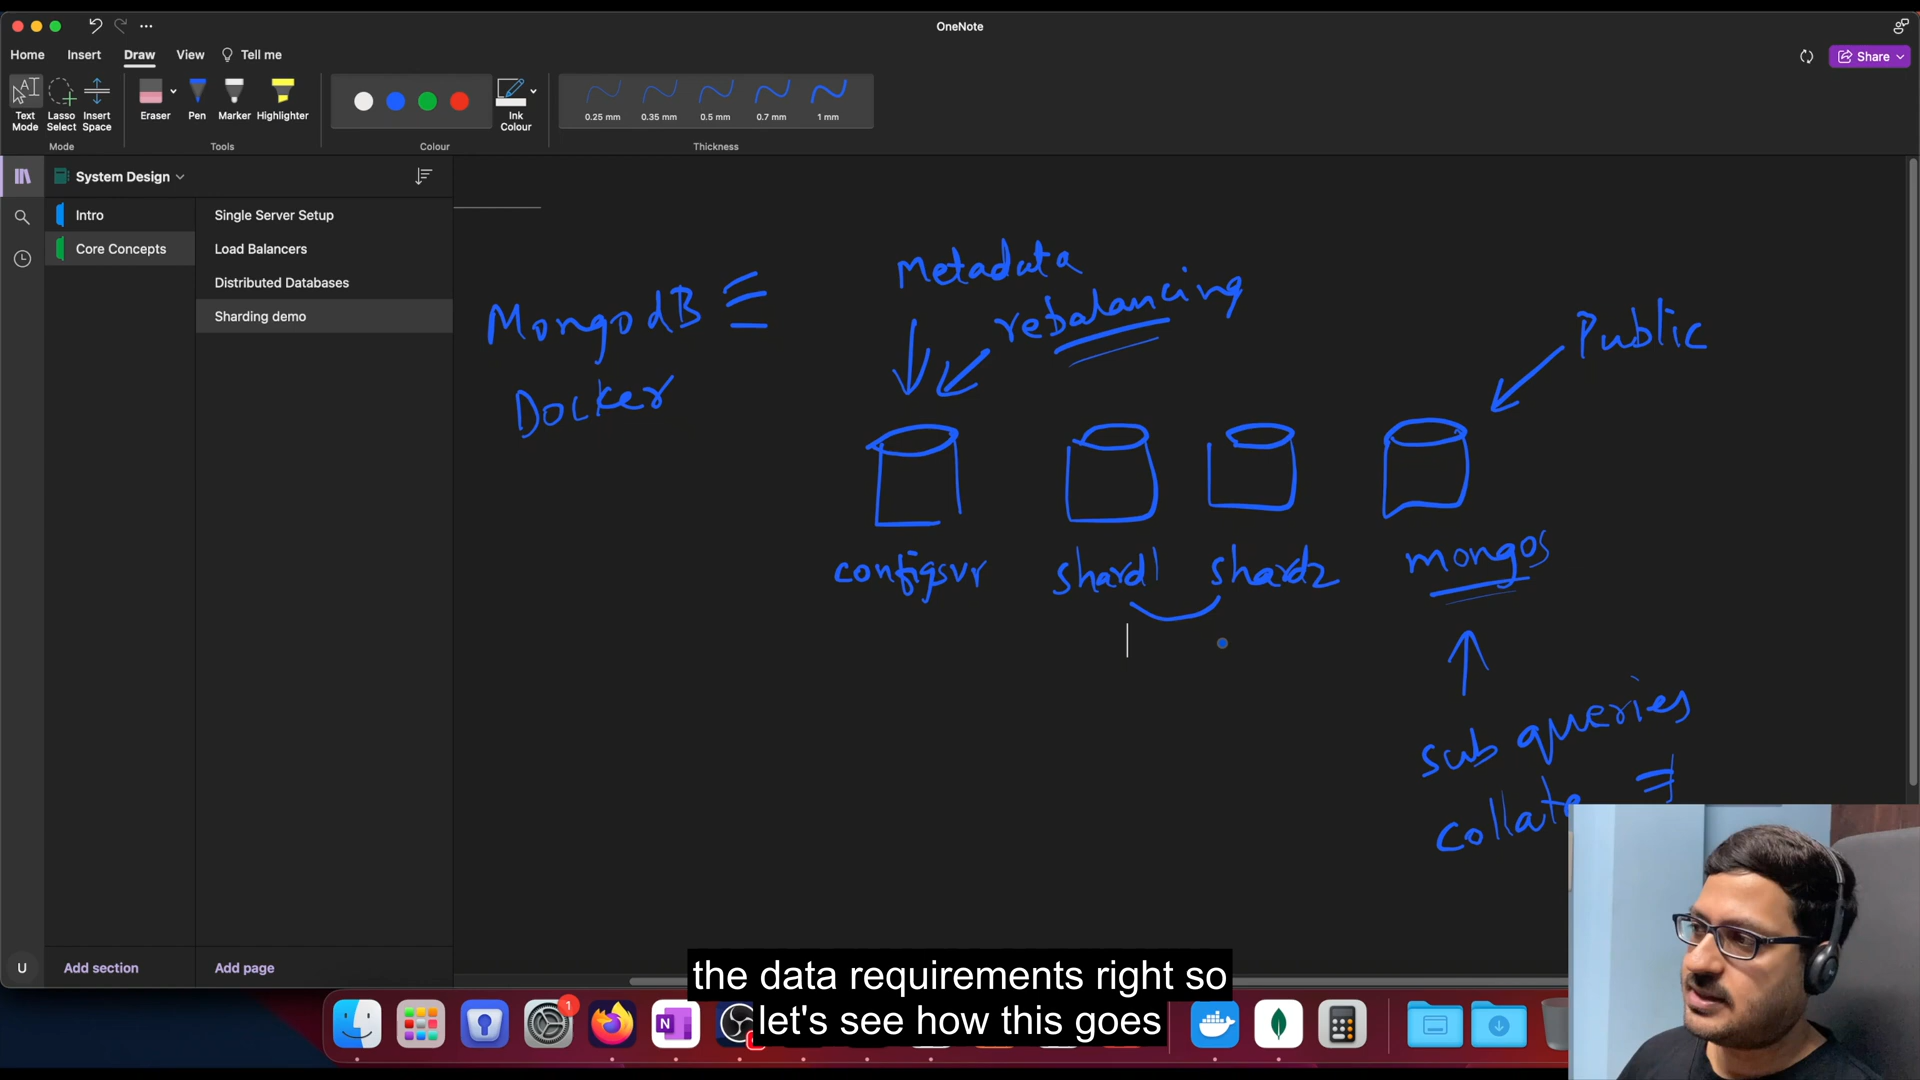 OneNote
Home Insert Draw View Tell me
Share
Text Mode
Lasso Select
Insert Space
Eraser
Pen
Marker
Highlighter
Ink Colour
0.25 mm
0.35 mm
0.5 mm
0.7 mm
1 mm
Mode
Tools
Colour
Thickness
System Design
Intro
Core Concepts
Single Server Setup
Load Balancers
Distributed Databases
Sharding demo
MongodB
Docker
Metadata
rebalancing
Public
configsvr
shard1
shard2
mongos
sub queries
collate
U
Add section
Add page
the data requirements right so
let's see how this goes
1
N